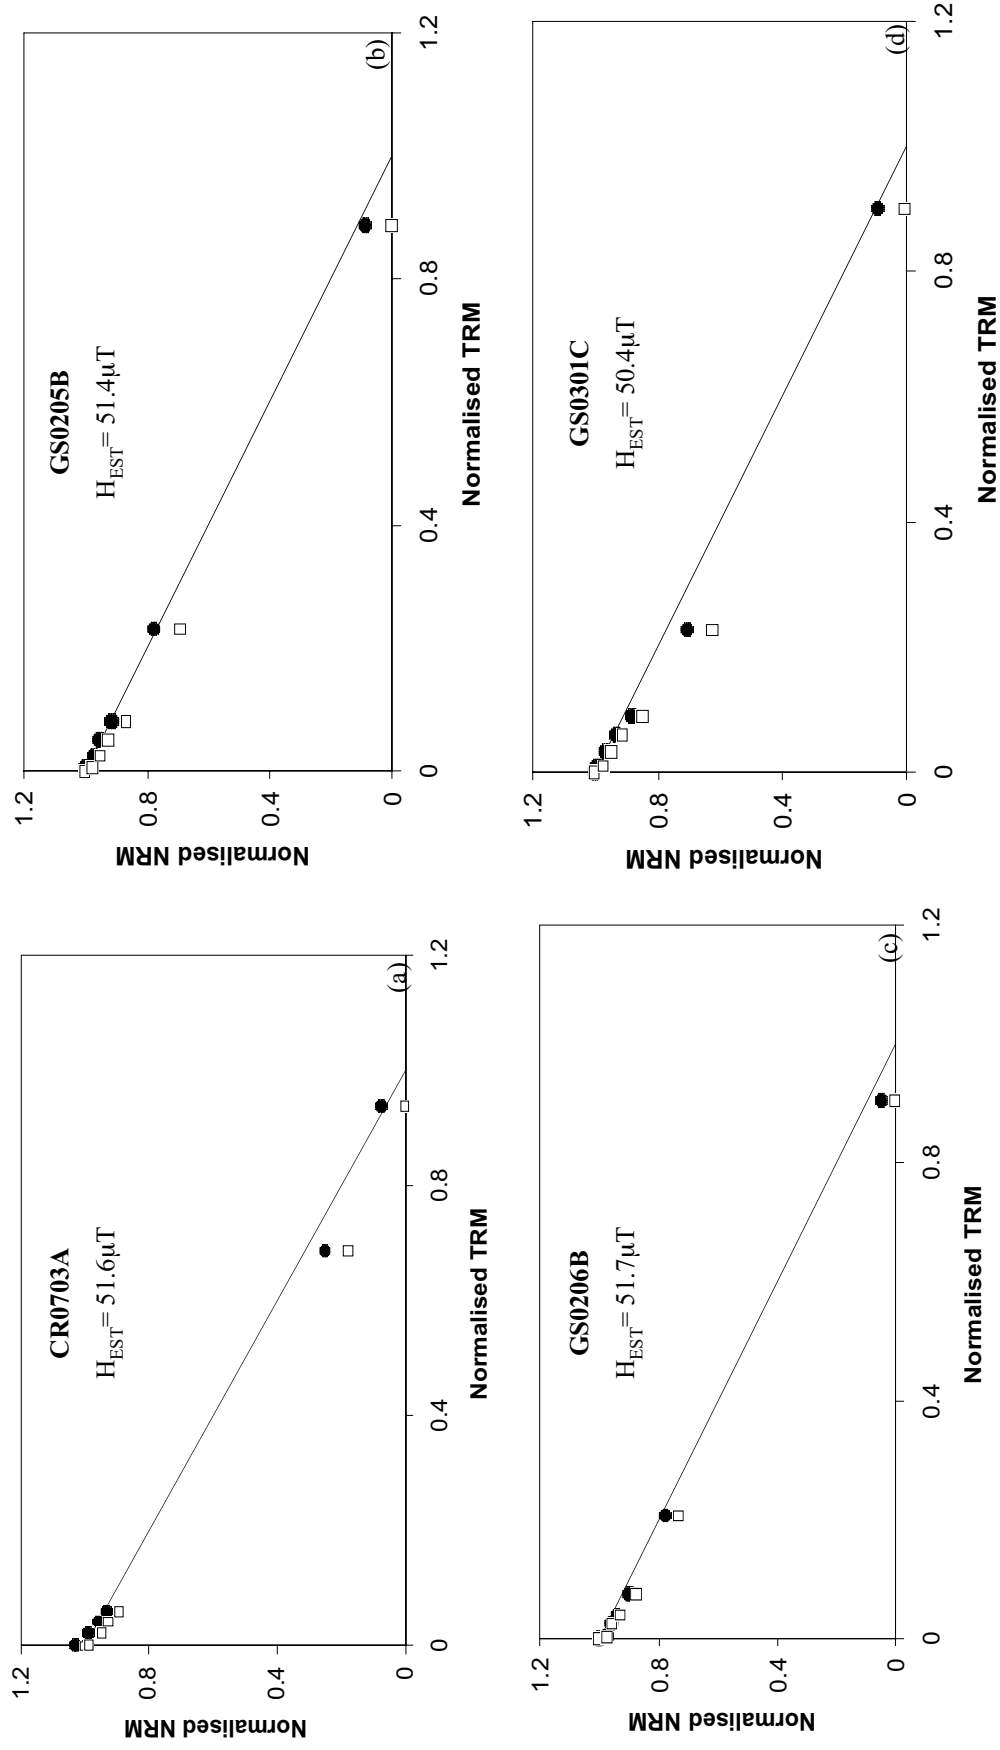 CR0703A
H_EST= 51.6μT
1.2
0.8
0.4
0
Normalised NRM
0
0.4
0.8
1.2
Normalised TRM
(a)
GS0205B
H_EST= 51.4μT
1.2
0.8
0.4
0
Normalised NRM
0
0.4
0.8
1.2
Normalised TRM
(b)
GS0206B
H_EST= 51.7μT
1.2
0.8
0.4
0
Normalised NRM
0
0.4
0.8
1.2
Normalised TRM
(c)
GS0301C
H_EST= 50.4μT
1.2
0.8
0.4
0
Normalised NRM
0
0.4
0.8
1.2
Normalised TRM
(d)